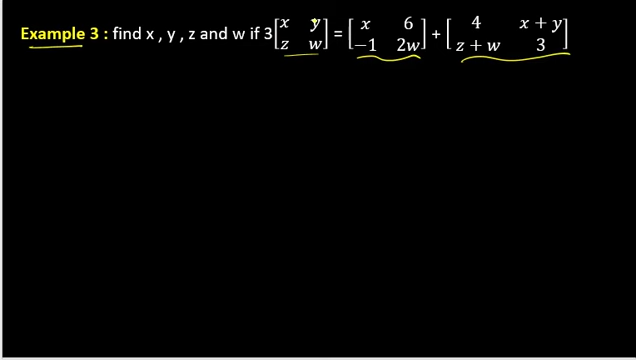 Example 3 : find x , y , z and w if 3[x y z w] = [x 6 −1 2w] + [4 x + y z + w 3]